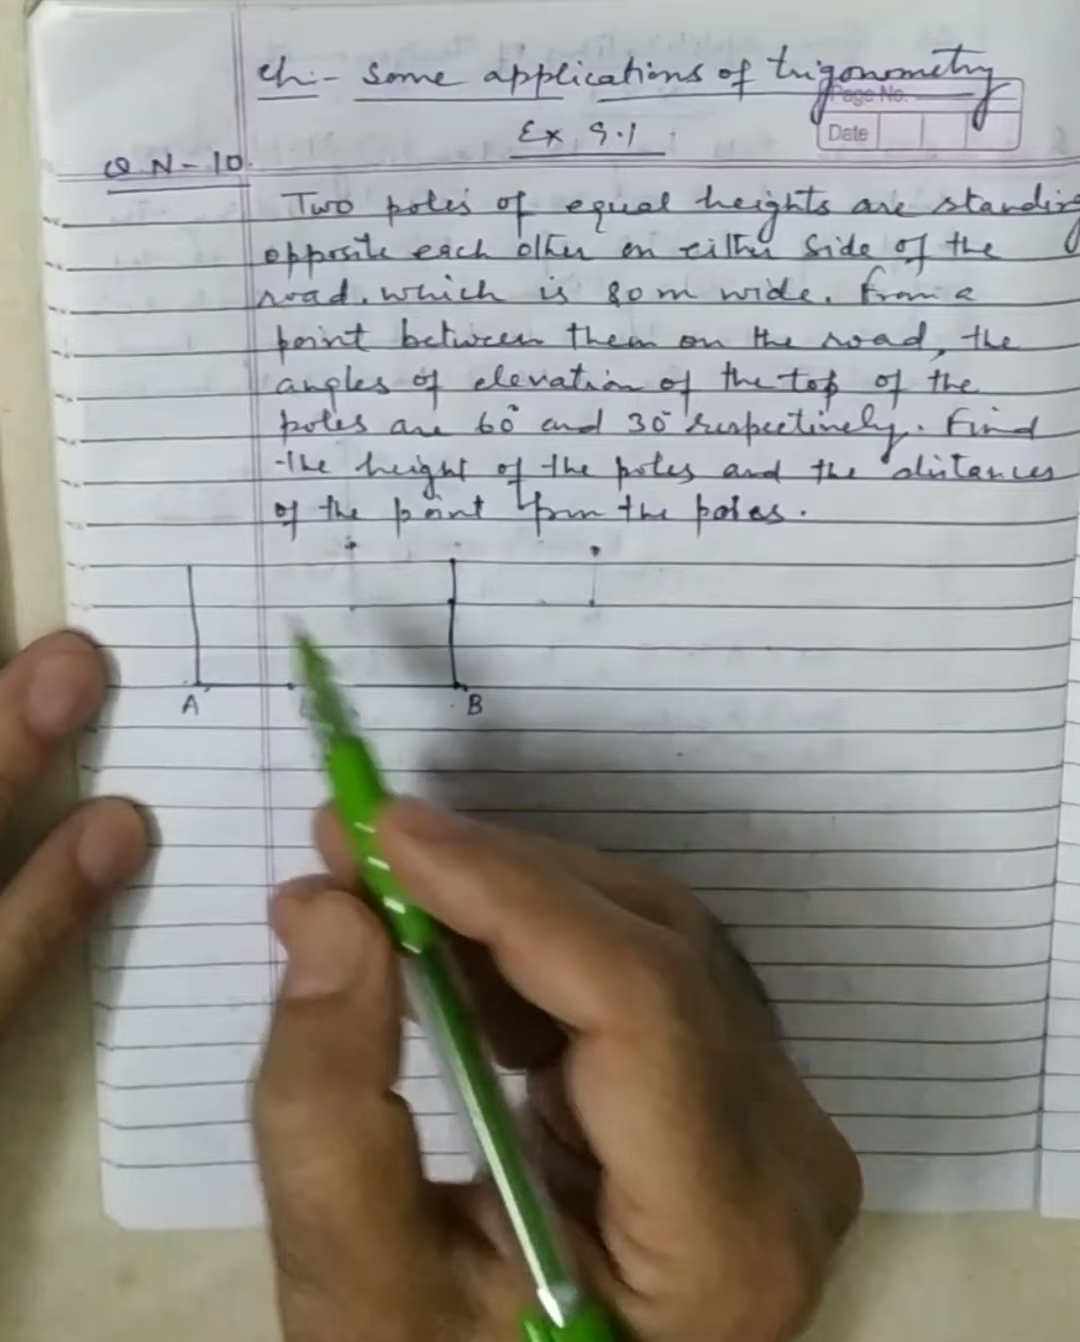 Ch:- Some applications of trigonometry
Page No.
Date
Ex 9.1
Q.N-10.
Two poles of equal heights are standing
opposite each other on either side of the
road, which is 80m wide. From a
point between them on the road, the
angles of elevation of the top of the
poles are 60° and 30° respectively. Find
the height of the poles and the distances
of the point from the poles.
A
B